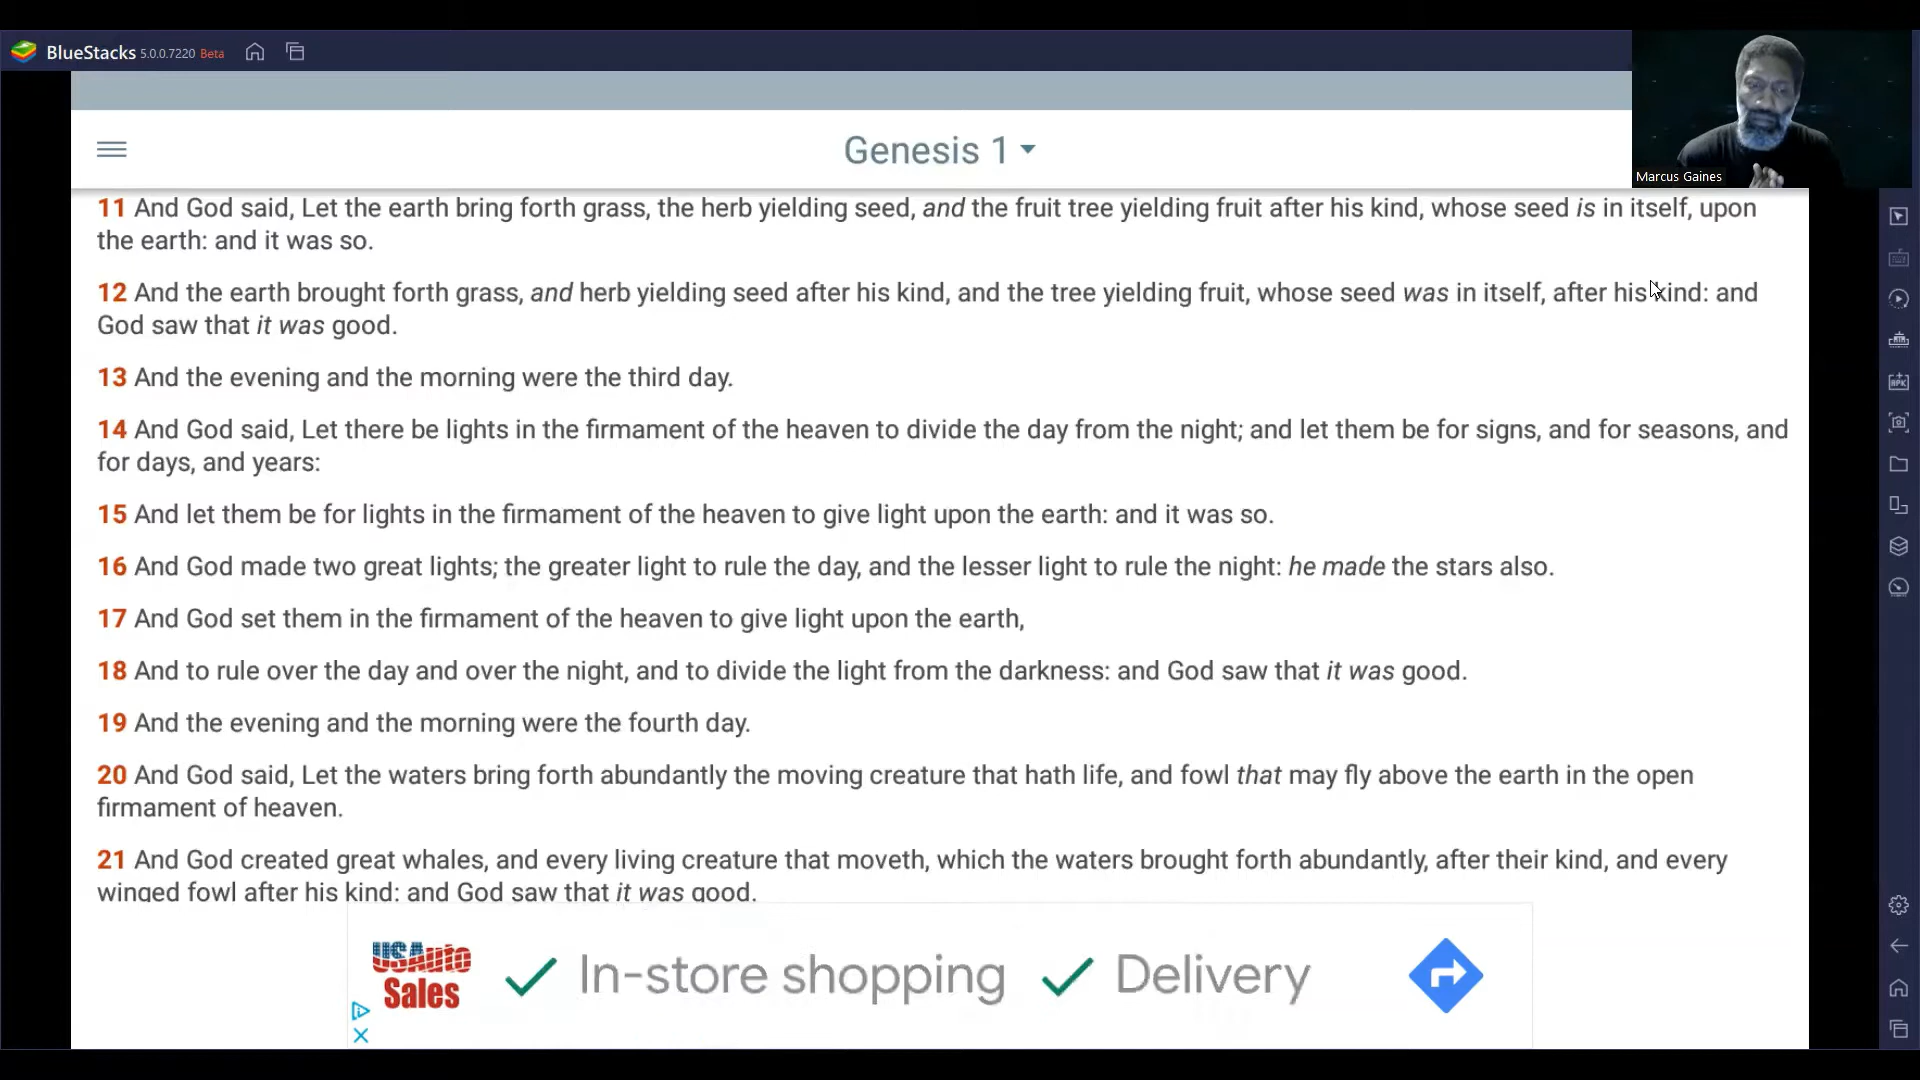 BlueStacks 5.0.0.7220 Beta
Genesis 1
Marcus Gaines
11 And God said, Let the earth bring forth grass, the herb yielding seed, and the fruit tree yielding fruit after his kind, whose seed is in itself, upon
the earth: and it was so.
12 And the earth brought forth grass, and herb yielding seed after his kind, and the tree yielding fruit, whose seed was in itself, after his kind: and
God saw that it was good.
13 And the evening and the morning were the third day.
14 And God said, Let there be lights in the firmament of the heaven to divide the day from the night; and let them be for signs, and for seasons, and
for days, and years:
15 And let them be for lights in the firmament of the heaven to give light upon the earth: and it was so.
16 And God made two great lights; the greater light to rule the day, and the lesser light to rule the night: he made the stars also.
17 And God set them in the firmament of the heaven to give light upon the earth,
18 And to rule over the day and over the night, and to divide the light from the darkness: and God saw that it was good.
19 And the evening and the morning were the fourth day.
20 And God said, Let the waters bring forth abundantly the moving creature that hath life, and fowl that may fly above the earth in the open
firmament of heaven.
21 And God created great whales, and every living creature that moveth, which the waters brought forth abundantly, after their kind, and every
winged fowl after his kind: and God saw that it was good.
USAuto
Sales
In-store shopping
Delivery